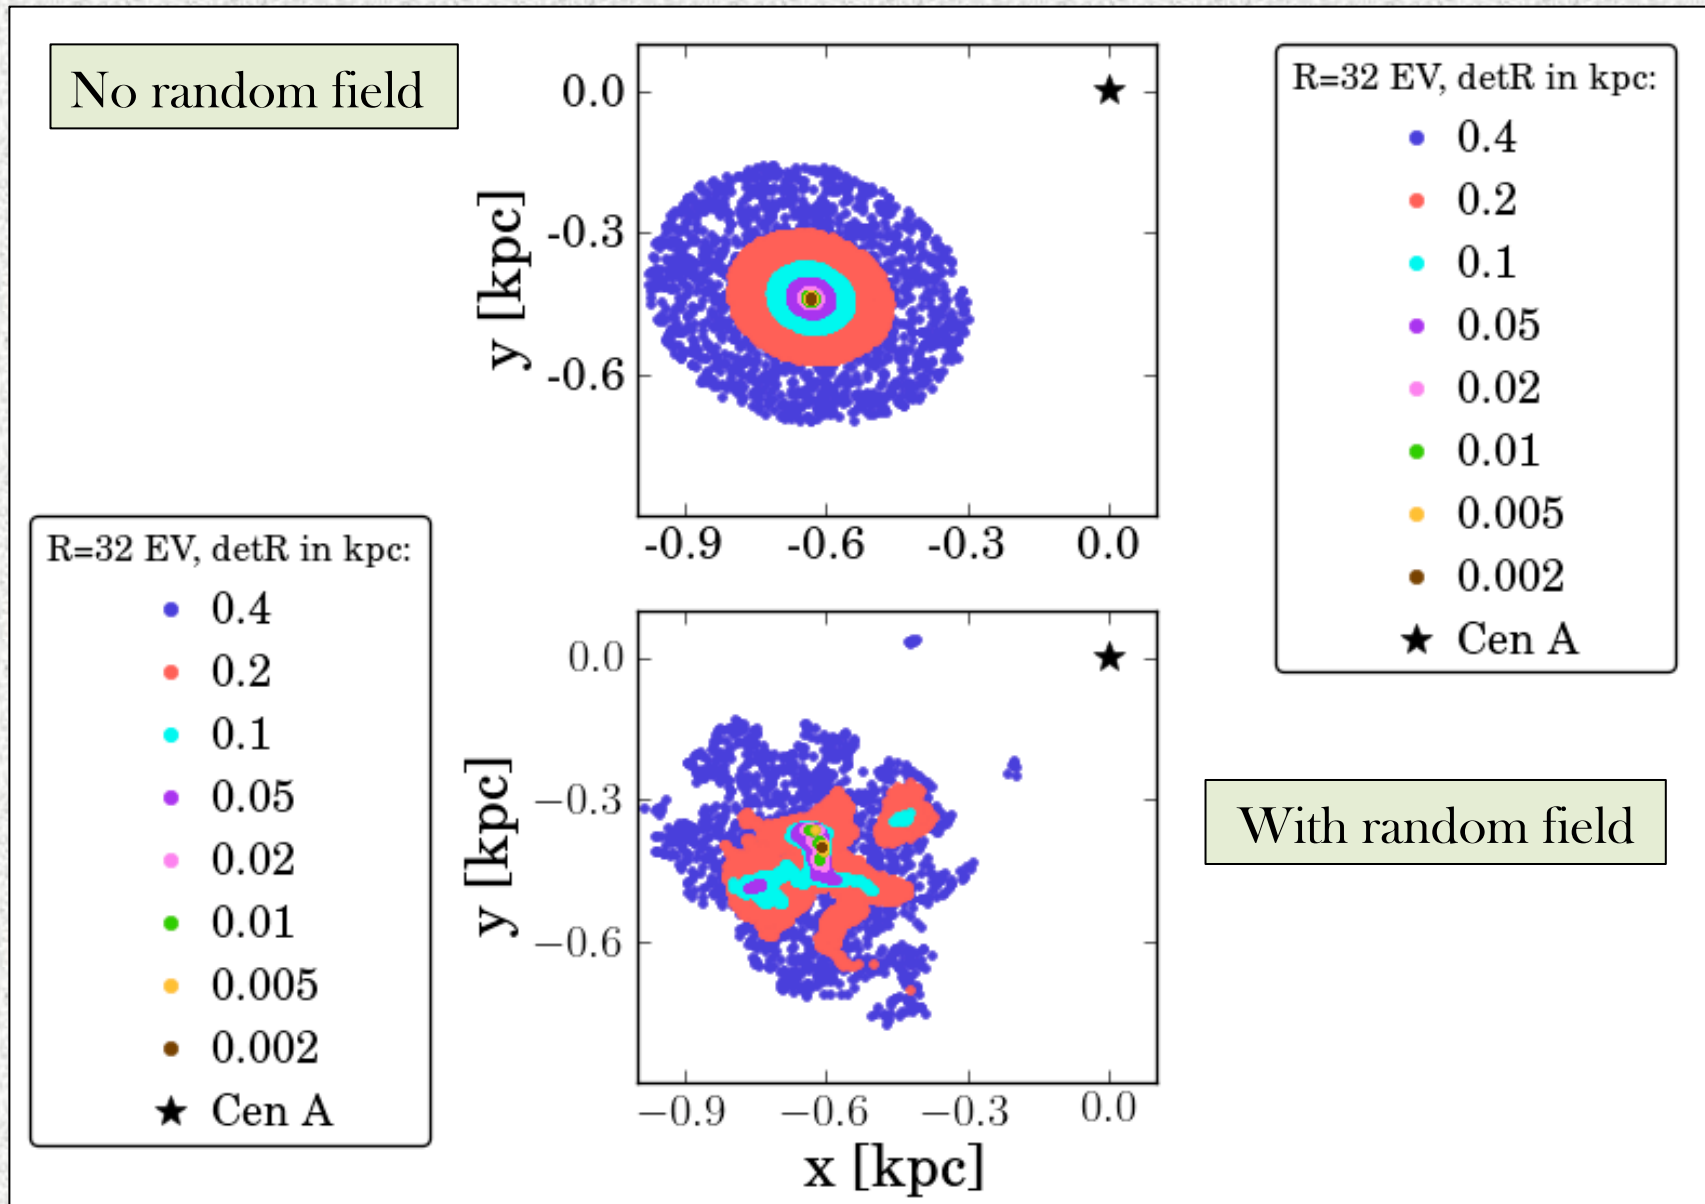 No random field
0.0
-0.3
-0.6
y [kpc]
-0.9 -0.6 -0.3 0.0
R=32 EV, detR in kpc:
0.4
0.2
0.1
0.05
0.02
0.01
0.005
0.002
Cen A
R=32 EV, detR in kpc:
0.4
0.2
0.1
0.05
0.02
0.01
0.005
0.002
Cen A
0.0
−0.3
−0.6
y [kpc]
−0.9 −0.6 −0.3 0.0
x [kpc]
With random field